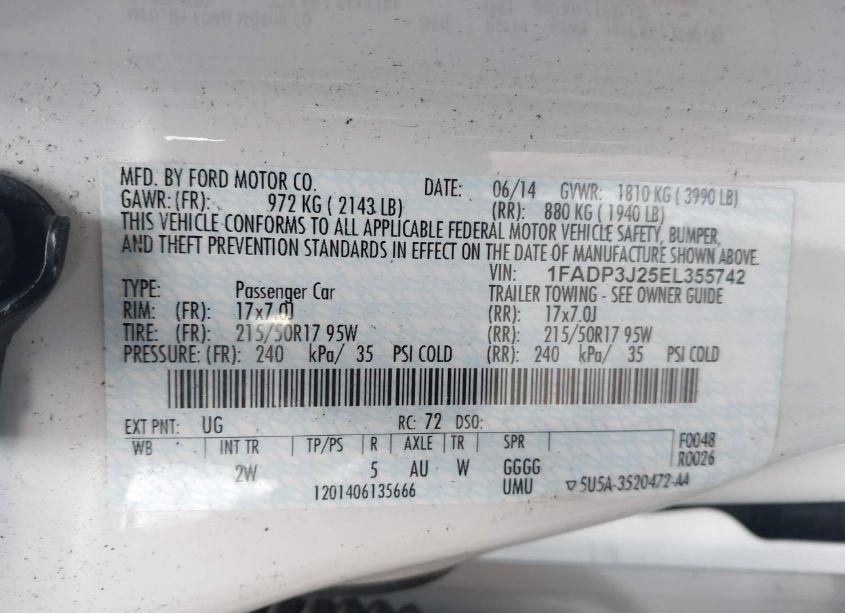 MFD. BY FORD MOTOR CO. DATE: 06/14 GVWR: 1810 KG ( 3990 LB)
GAWR: (FR): 972 KG ( 2143 LB) (RR): 880 KG ( 1940 LB)
THIS VEHICLE CONFORMS TO ALL APPLICABLE FEDERAL MOTOR VEHICLE SAFETY, BUMPER,
AND THEFT PREVENTION STANDARDS IN EFFECT ON THE DATE OF MANUFACTURE SHOWN ABOVE.
VIN: 1FADP3J25EL355742
TYPE: Passenger Car TRAILER TOWING - SEE OWNER GUIDE
RIM: (FR): 17x7.0J (RR): 17x7.0J
TIRE: (FR): 215/50R17 95W (RR): 215/50R17 95W
PRESSURE: (FR): 240 kPa/ 35 PSI COLD (RR): 240 kPa/ 35 PSI COLD
EXT PNT: UG RC: 72 DSO:
WB INT TR TP/PS R AXLE TR SPR F0048
2W 5 AU W GGGG R0026
1201406135666 UMU ▽5U5A-3520472-AA